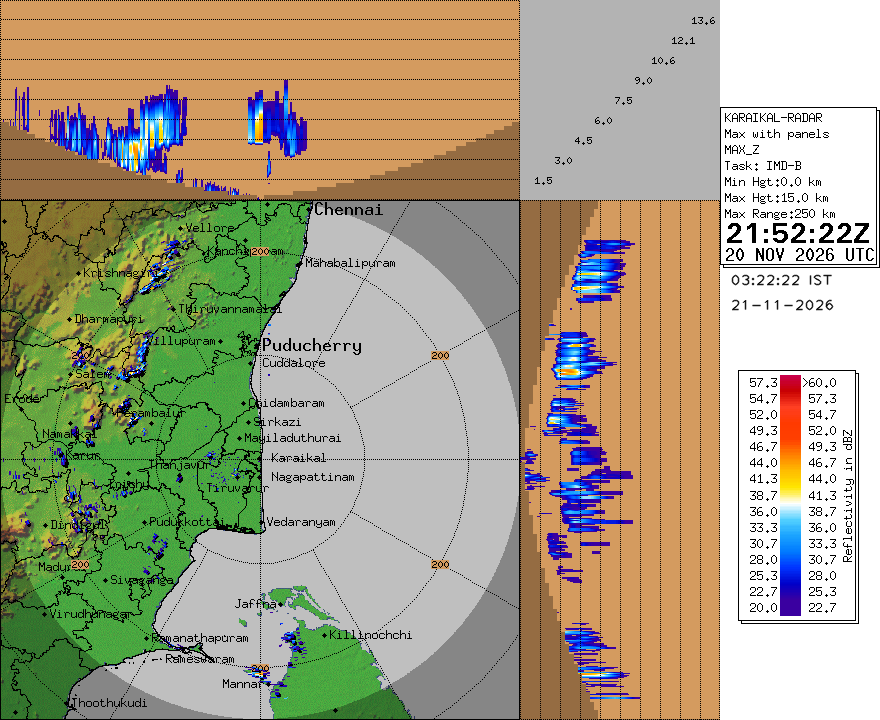 13.6
12.1
10.6
9.0
7.5
6.0
4.5
3.0
1.5
KARAIKAL-RADAR
Max with panels
MAX_Z
Task: IMD-B
Min Hgt:0.0 km
Max Hgt:15.0 km
Max Range:250 km
21:52:22Z
20 NOV 2026 UTC
03:22:22 IST
21-11-2026
57.3 >60.0
54.7 57.3
52.0 54.7
49.3 52.0
46.7 49.3
44.0 46.7
41.3 44.0
38.7 41.3
36.0 38.7
33.3 36.0
30.7 33.3
28.0 30.7
25.3 28.0
22.7 25.3
20.0 22.7
Reflectivity in dBZ
Chennai
Vellore
200
Mahabalipuram
Krishnagiri
Thiruvannamalai
Dharmapuri
Villupuram
Puducherry
200
Cuddalore
Salem
Erode
Chidambaram
Perambalur
Sirkazi
Namakkal
Mayiladuthurai
Karur
Thanjavur
Karaikal
Nagapattinam
Tiruvarur
Pudukkottai
Vedaranyam
200
200
Madurai
Sivaganga
Jaffna
Virudhunagar
Killinochchi
Ramanathapuram
Rameswaram
200
Mannar
Thoothukudi